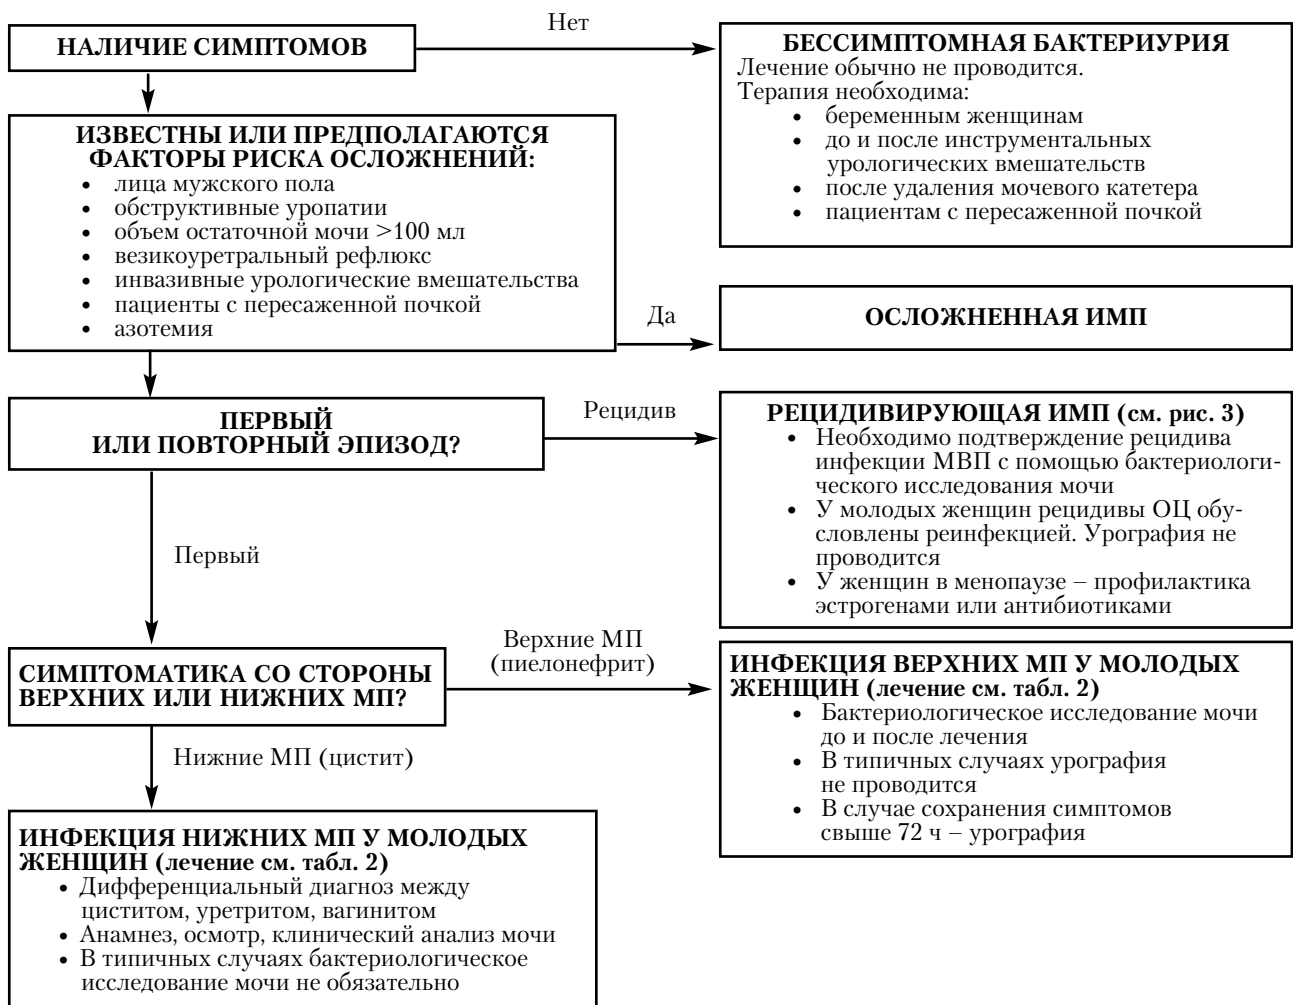 НАЛИЧИЕ СИМПТОМОВ
Нет
БЕССИМПТОМНАЯ БАКТЕРИУРИЯ
Лечение обычно не проводится.
Терапия необходима:
• беременным женщинам
• до и после инструментальных
урологических вмешательств
• после удаления мочевого катетера
• пациентам с пересаженной почкой
ИЗВЕСТНЫ ИЛИ ПРЕДПОЛАГАЮТСЯ
ФАКТОРЫ РИСКА ОСЛОЖНЕНИЙ:
• лица мужского пола
• обструктивные уропатии
• объем остаточной мочи >100 мл
• везикоуретральный рефлюкс
• инвазивные урологические вмешательства
• пациенты с пересаженной почкой
• азотемия
Да
ОСЛОЖНЕННАЯ ИМП
ПЕРВЫЙ
ИЛИ ПОВТОРНЫЙ ЭПИЗОД?
Рецидив
РЕЦИДИВИРУЮЩАЯ ИМП (см. рис. 3)
• Необходимо подтверждение рецидива
инфекции МВП с помощью бактериологи-
ческого исследования мочи
• У молодых женщин рецидивы ОЦ обу-
словлены реинфекцией. Урография не
проводится
• У женщин в менопаузе – профилактика
эстрогенами или антибиотиками
Первый
СИМПТОМАТИКА СО СТОРОНЫ
ВЕРХНИХ ИЛИ НИЖНИХ МП?
Верхние МП
(пиелонефрит)
ИНФЕКЦИЯ ВЕРХНИХ МП У МОЛОДЫХ
ЖЕНЩИН (лечение см. табл. 2)
• Бактериологическое исследование мочи
до и после лечения
• В типичных случаях урография
не проводится
• В случае сохранения симптомов
свыше 72 ч – урография
Нижние МП (цистит)
ИНФЕКЦИЯ НИЖНИХ МП У МОЛОДЫХ
ЖЕНЩИН (лечение см. табл. 2)
• Дифференциальный диагноз между
циститом, уретритом, вагинитом
• Анамнез, осмотр, клинический анализ мочи
• В типичных случаях бактериологическое
исследование мочи не обязательно